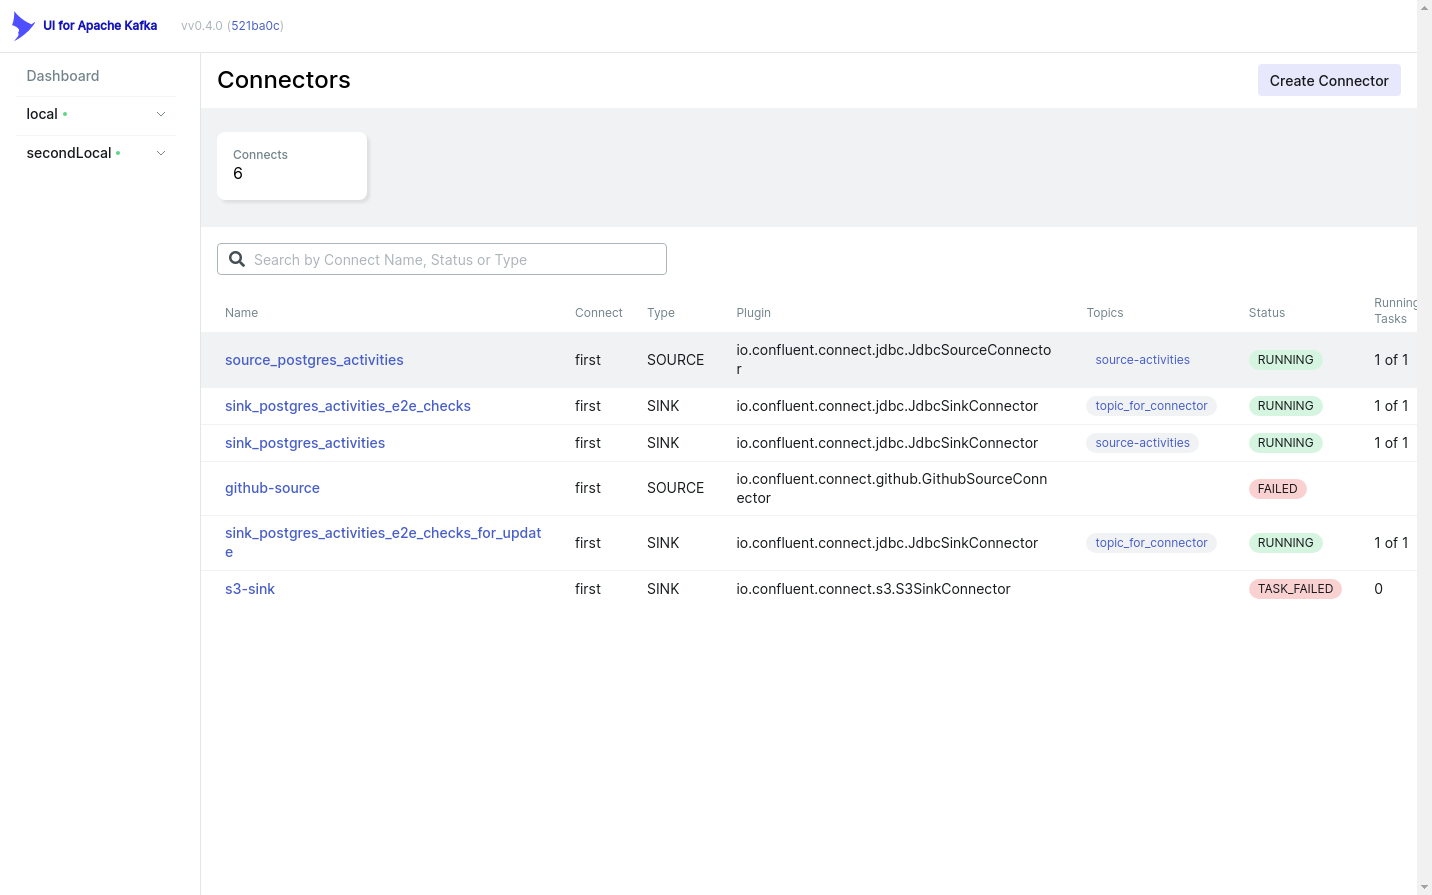 UI for Apache Kafka vv0.4.0 (521ba0c)
Dashboard
local
secondLocal
Connectors
Create Connector
Connects
6
Search by Connect Name, Status or Type
Name Connect Type Plugin Topics Status Running
Tasks
source_postgres_activities first SOURCE io.confluent.connect.jdbc.JdbcSourceConnecto
r source-activities RUNNING 1 of 1
sink_postgres_activities_e2e_checks first SINK io.confluent.connect.jdbc.JdbcSinkConnector topic_for_connector RUNNING 1 of 1
sink_postgres_activities first SINK io.confluent.connect.jdbc.JdbcSinkConnector source-activities RUNNING 1 of 1
github-source first SOURCE io.confluent.connect.github.GithubSourceConn
ector FAILED
sink_postgres_activities_e2e_checks_for_updat
e first SINK io.confluent.connect.jdbc.JdbcSinkConnector topic_for_connector RUNNING 1 of 1
s3-sink first SINK io.confluent.connect.s3.S3SinkConnector TASK_FAILED 0